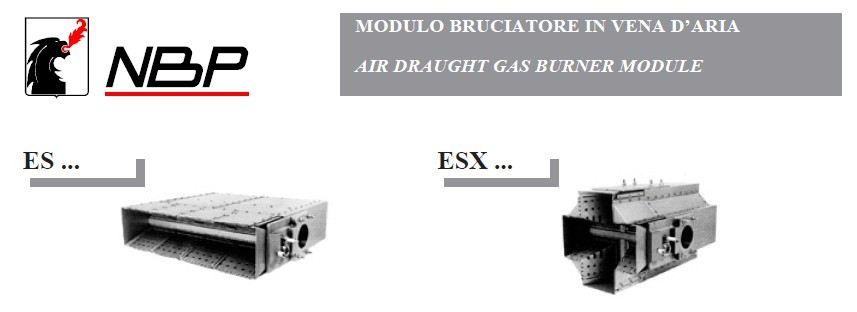 NBP
MODULO BRUCIATORE IN VENA D'ARIA
AIR DRAUGHT GAS BURNER MODULE
ES ...
ESX ...